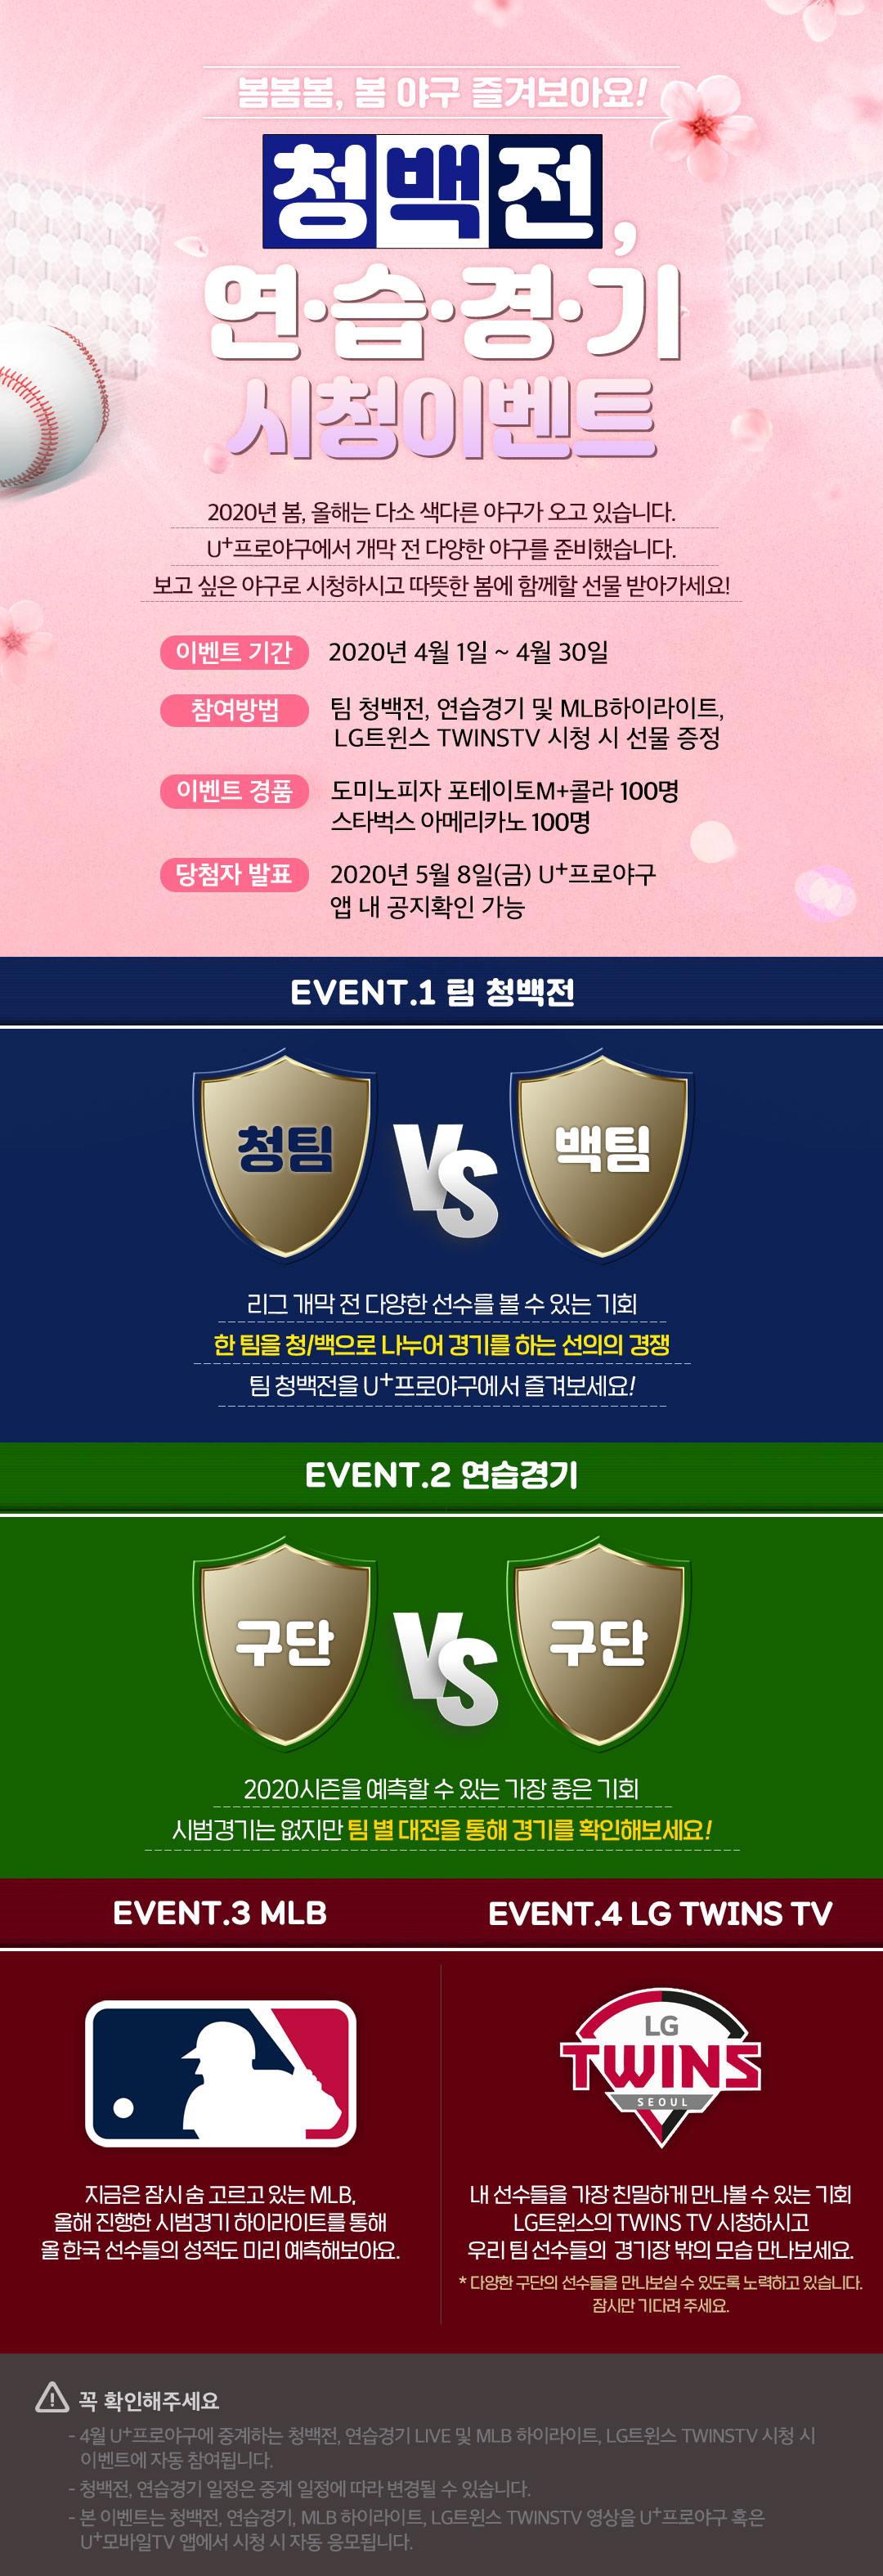 봄봄봄, 봄 야구 즐겨보아요!
청백전,
연·습·경·기
시청이벤트
2020년 봄, 올해는 다소 색다른 야구가 오고 있습니다.
U+프로야구에서 개막 전 다양한 야구를 준비했습니다.
보고 싶은 야구로 시청하시고 따뜻한 봄에 함께할 선물 받아가세요!
이벤트 기간 2020년 4월 1일 ~ 4월 30일
참여방법 팀 청백전, 연습경기 및 MLB하이라이트,
LG트윈스 TWINSTV 시청 시 선물 증정
이벤트 경품 도미노피자 포테이토M+콜라 100명
스타벅스 아메리카노 100명
당첨자 발표 2020년 5월 8일(금) U+프로야구
앱 내 공지확인 가능
EVENT.1 팀 청백전
청팀 VS 백팀
리그 개막 전 다양한 선수를 볼 수 있는 기회
한 팀을 청/백으로 나누어 경기를 하는 선의의 경쟁
팀 청백전을 U+프로야구에서 즐겨보세요!
EVENT.2 연습경기
구단 VS 구단
2020시즌을 예측할 수 있는 가장 좋은 기회
시범경기는 없지만 팀 별 대전을 통해 경기를 확인해보세요!
EVENT.3 MLB
지금은 잠시 숨 고르고 있는 MLB,
올해 진행한 시범경기 하이라이트를 통해
올 한국 선수들의 성적도 미리 예측해보아요.
EVENT.4 LG TWINS TV
LG
TWINS
SEOUL
내 선수들을 가장 친밀하게 만나볼 수 있는 기회
LG트윈스의 TWINS TV 시청하시고
우리 팀 선수들의 경기장 밖의 모습 만나보세요.
* 다양한 구단의 선수들을 만나보실 수 있도록 노력하고 있습니다.
잠시만 기다려 주세요.
꼭 확인해주세요
- 4월 U+프로야구에 중계하는 청백전, 연습경기 LIVE 및 MLB 하이라이트, LG트윈스 TWINSTV 시청 시
이벤트에 자동 참여됩니다.
- 청백전, 연습경기 일정은 중계 일정에 따라 변경될 수 있습니다.
- 본 이벤트는 청백전, 연습경기, MLB 하이라이트, LG트윈스 TWINSTV 영상을 U+프로야구 혹은
U+모바일TV 앱에서 시청 시 자동 응모됩니다.